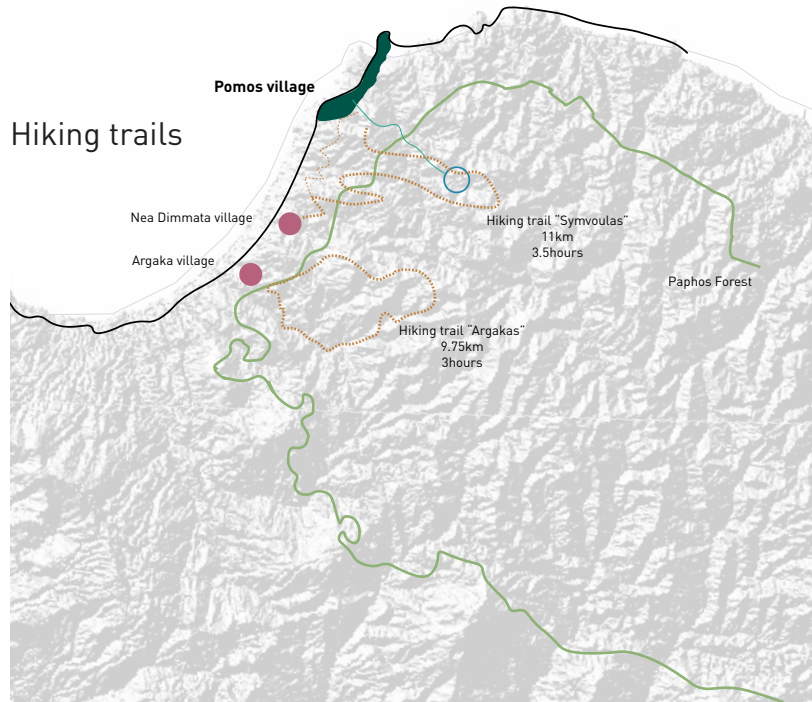 Pomos village
Hiking trails
Nea Dimmata village
Hiking trail “Symvoulas”
11km
3.5hours
Argaka village
Paphos Forest
Hiking trail “Argakas”
9.75km
3hours